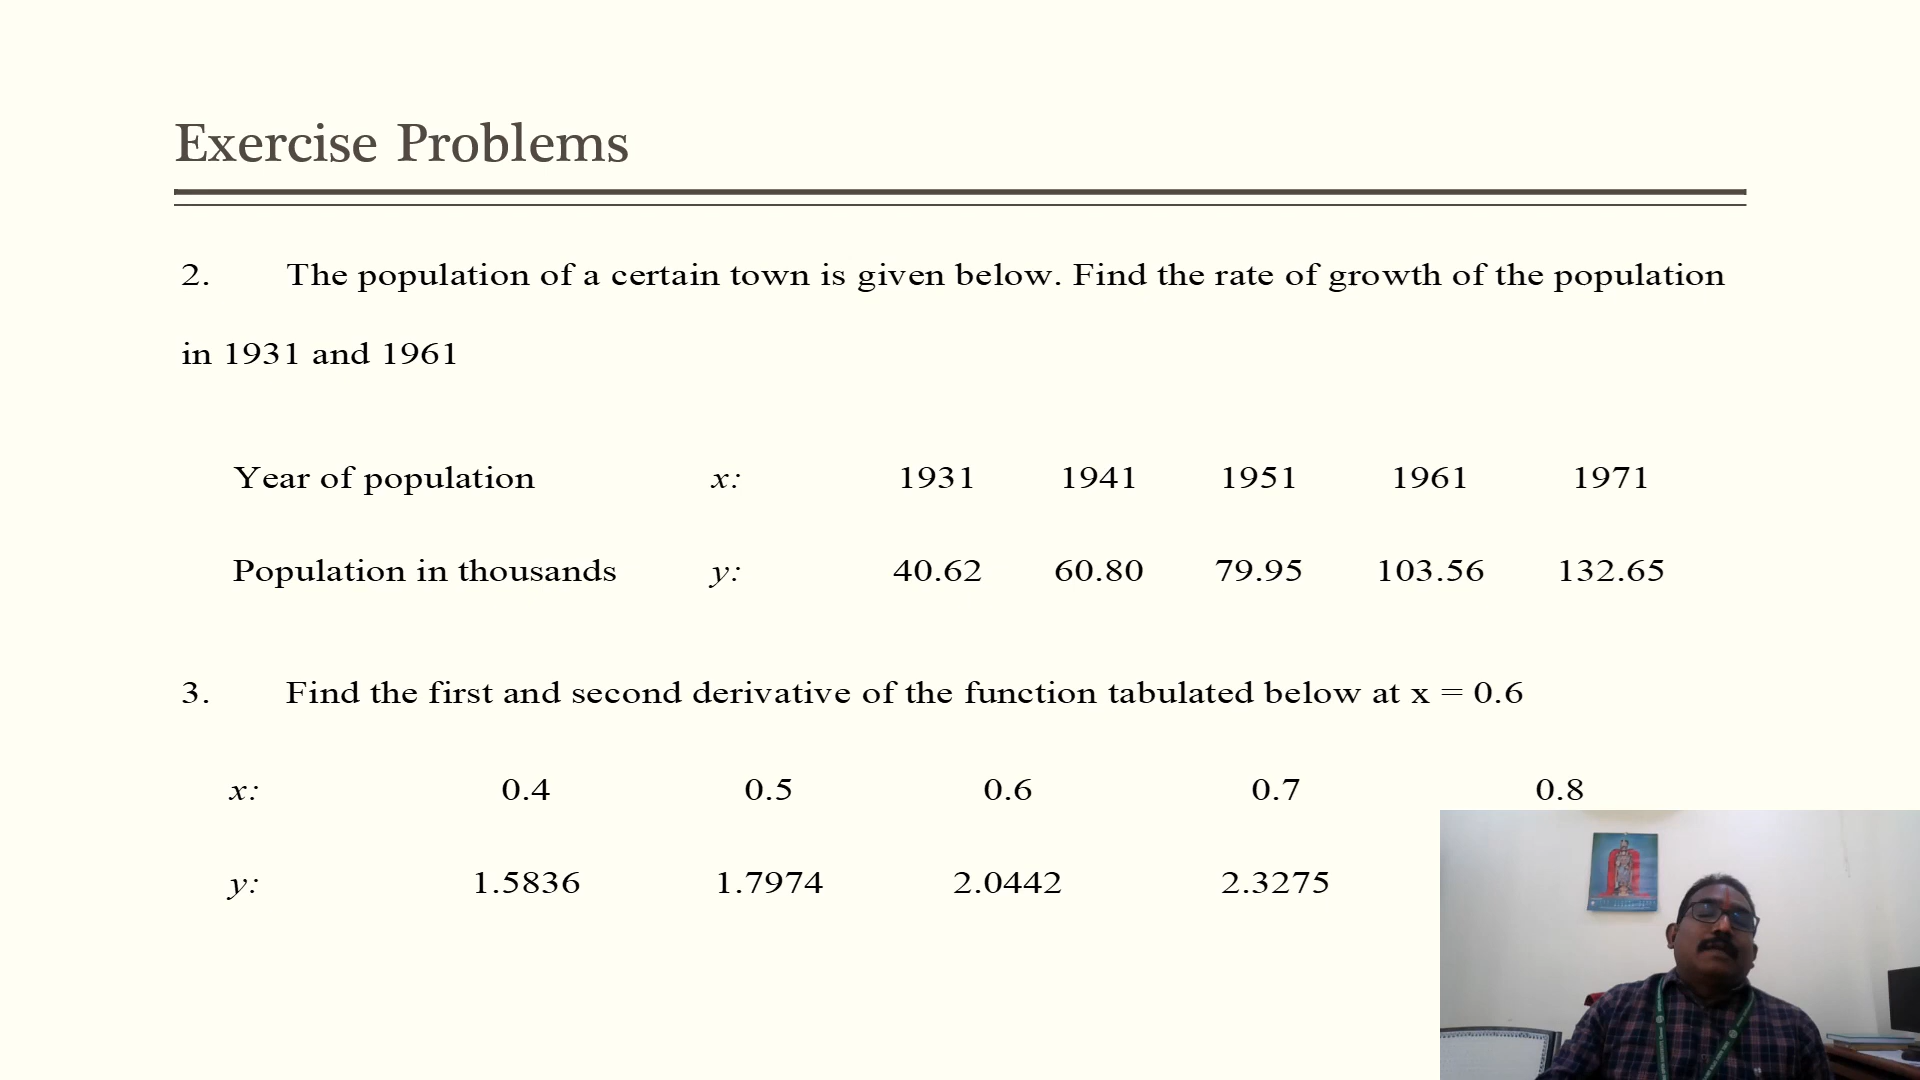 Exercise Problems
2. The population of a certain town is given below. Find the rate of growth of the population
in 1931 and 1961
Year of population x: 1931 1941 1951 1961 1971
Population in thousands y: 40.62 60.80 79.95 103.56 132.65
3. Find the first and second derivative of the function tabulated below at x = 0.6
x: 0.4 0.5 0.6 0.7 0.8
y: 1.5836 1.7974 2.0442 2.3275